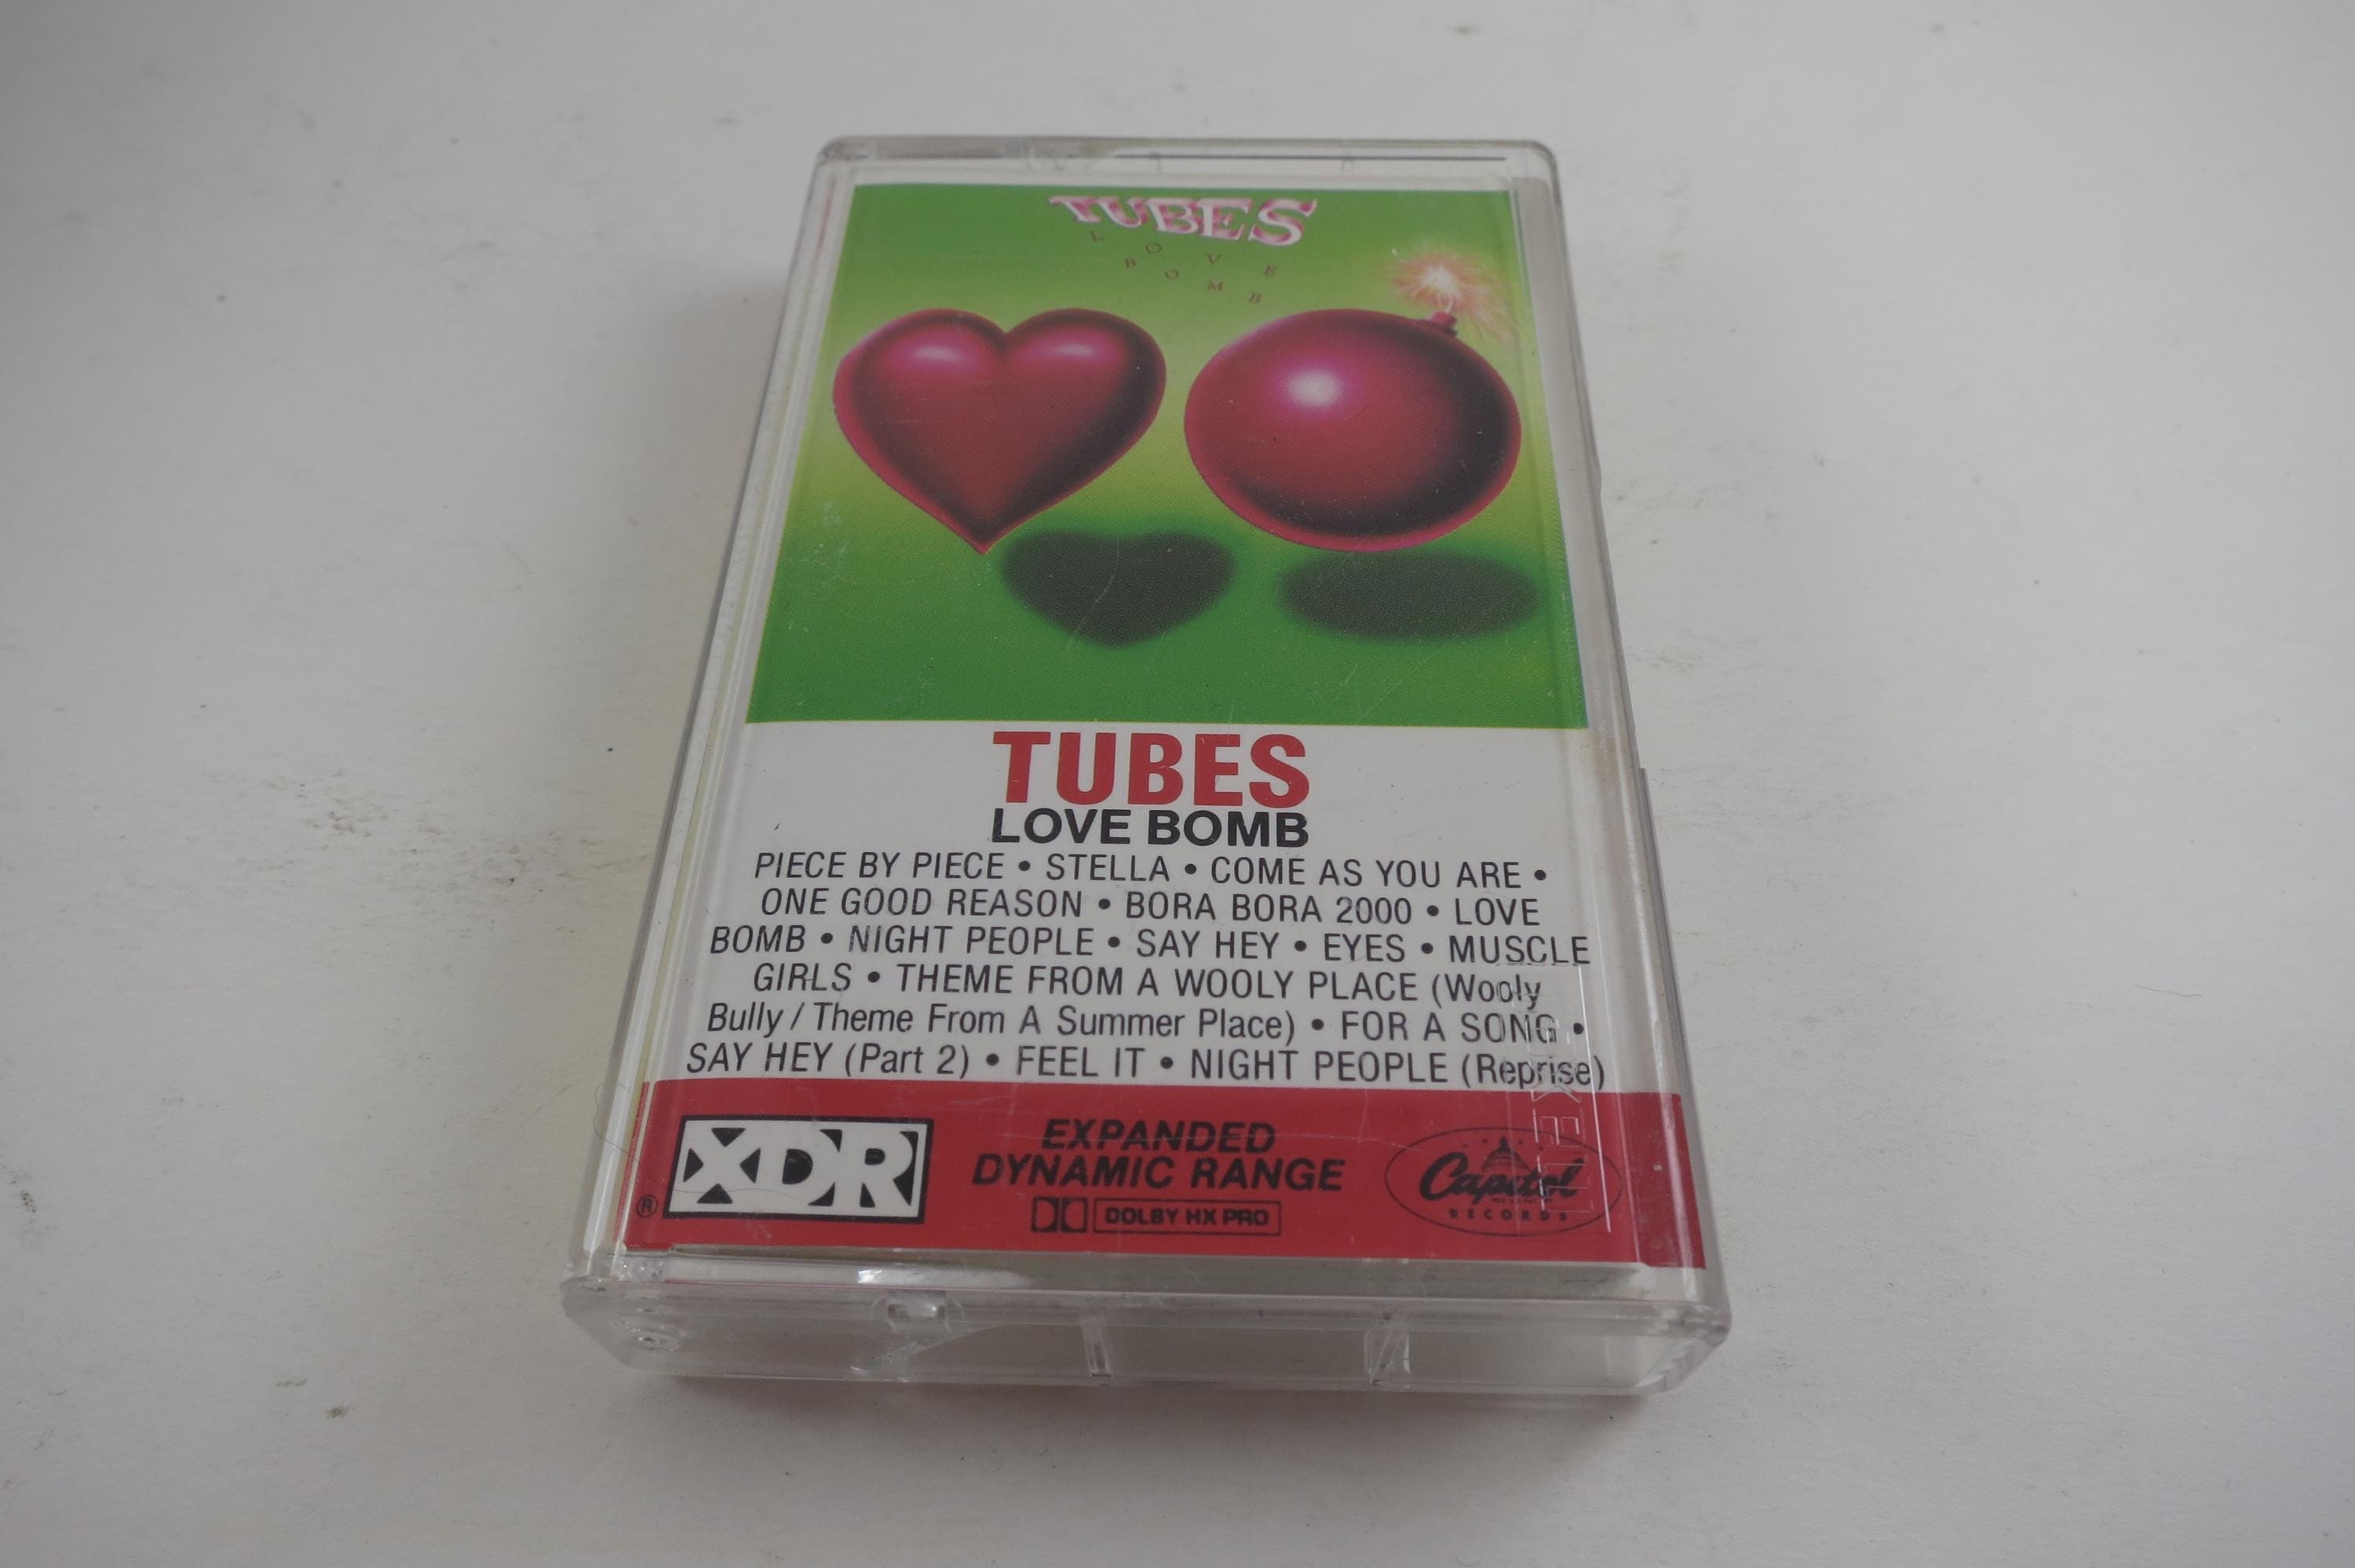 TUBES
LOVE
BOMB
TUBES
LOVE BOMB
PIECE BY PIECE • STELLA • COME AS YOU ARE •
ONE GOOD REASON • BORA BORA 2000 • LOVE
BOMB • NIGHT PEOPLE • SAY HEY • EYES • MUSCLE
GIRLS • THEME FROM A WOOLY PLACE (Wooly
Bully / Theme From A Summer Place) • FOR A SONG •
SAY HEY (Part 2) • FEEL IT • NIGHT PEOPLE (Reprise)
XDR
®
EXPANDED
DYNAMIC RANGE
DOLBY HX PRO
Capitol
RECORDS